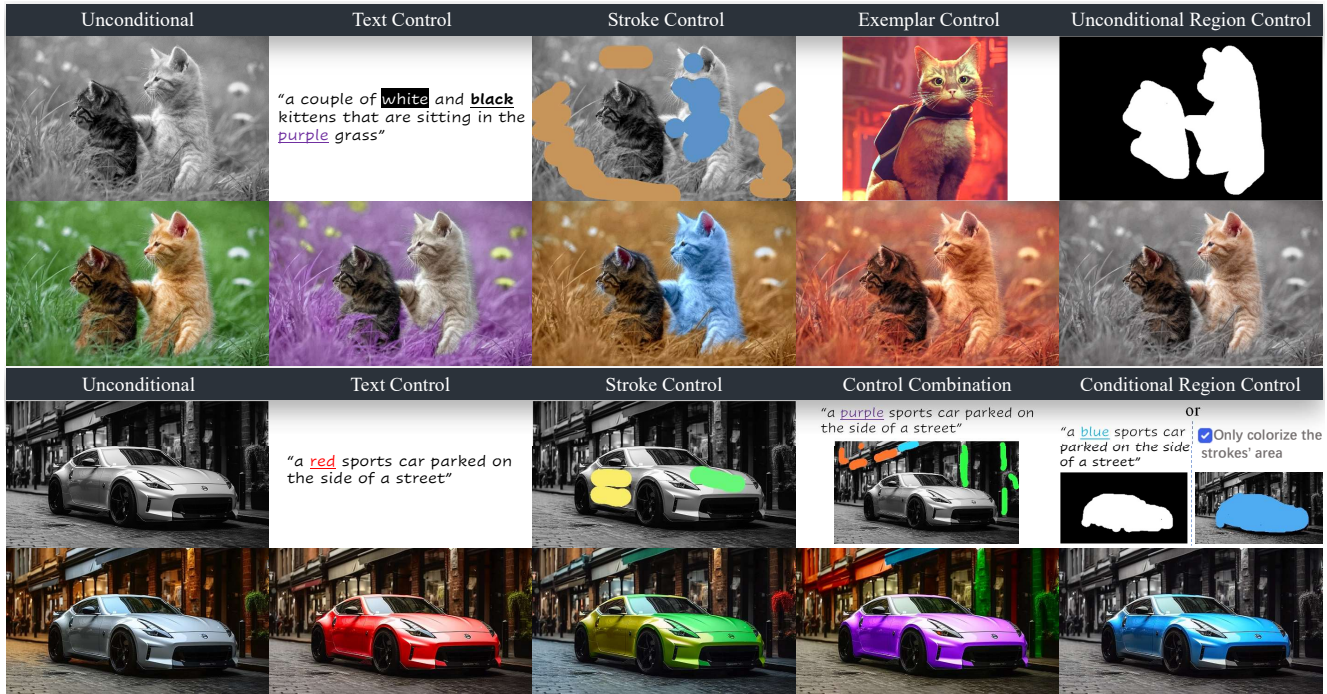 Unconditional
Text Control
Stroke Control
Exemplar Control
Unconditional Region Control
“a couple of white and black
kittens that are sitting in the
purple grass”
Unconditional
Text Control
Stroke Control
Control Combination
Conditional Region Control
“a red sports car parked on
the side of a street”
“a purple sports car parked on
the side of a street”
or
“a blue sports car
parked on the side
of a street”
Only colorize the
strokes’ area